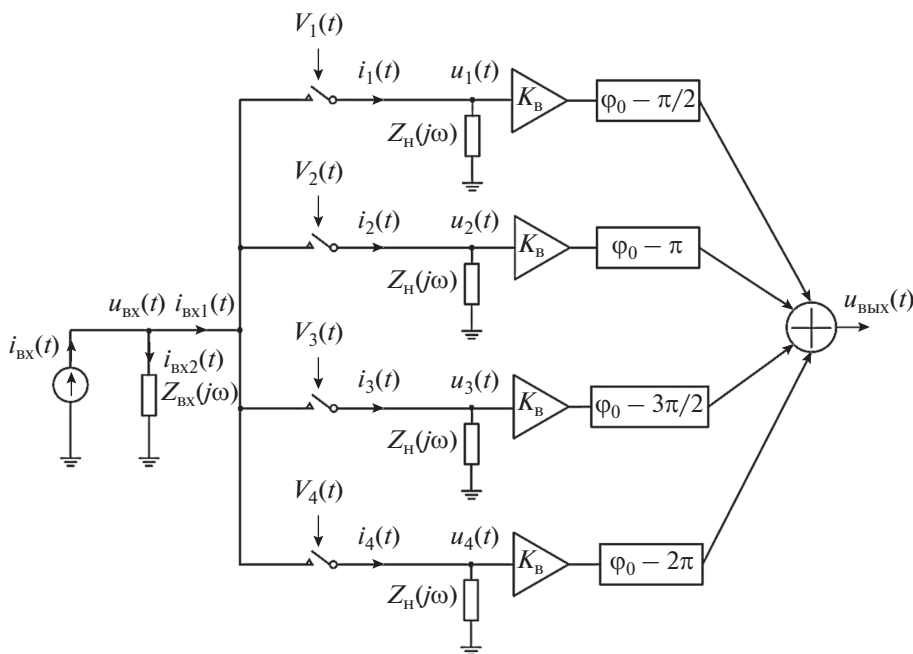 V₁(t)
i₁(t) u₁(t)
Kв φ₀ − π/2
Zн(jω)
V₂(t)
i₂(t) u₂(t)
Kв φ₀ − π
Zн(jω)
uвх(t) iвх1(t)
uвых(t)
iвх(t)
iвх2(t)
Zвх(jω)
V₃(t)
i₃(t) u₃(t)
Kв φ₀ − 3π/2
Zн(jω)
V₄(t)
i₄(t) u₄(t)
Kв φ₀ − 2π
Zн(jω)